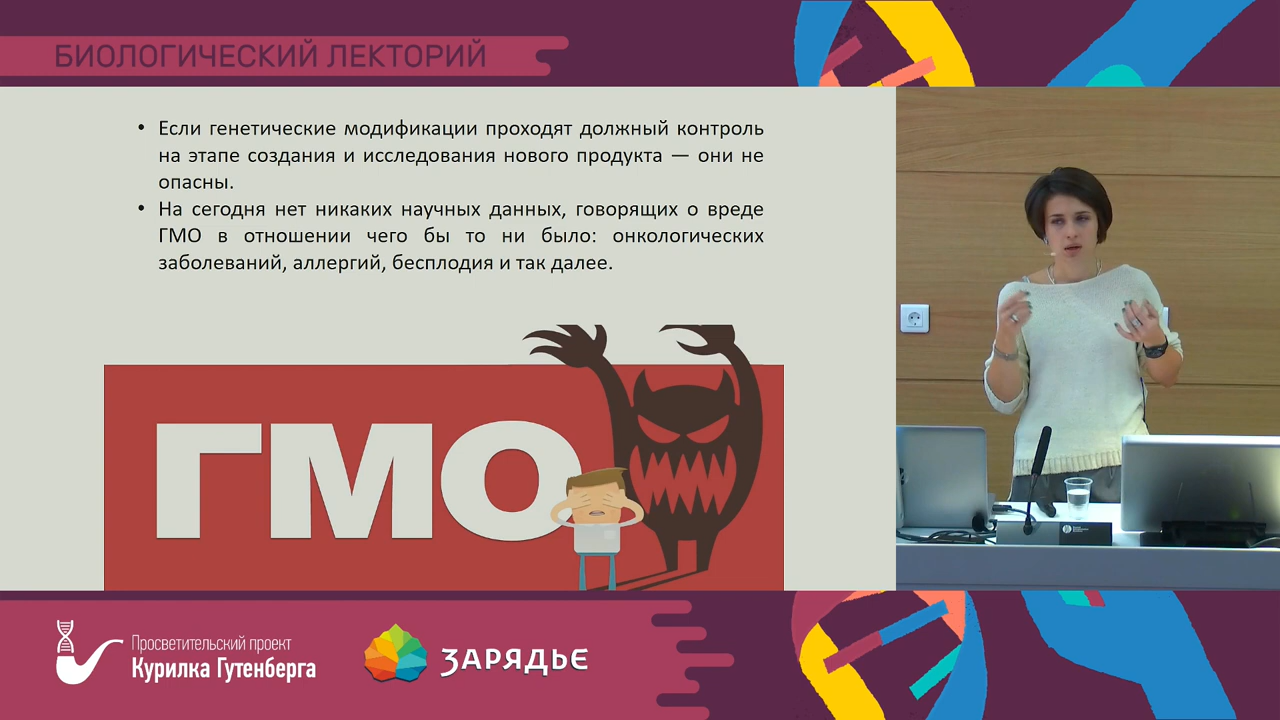 БИОЛОГИЧЕСКИЙ ЛЕКТОРИЙ
• Если генетические модификации проходят должный контроль
на этапе создания и исследования нового продукта — они не
опасны.
• На сегодня нет никаких научных данных, говорящих о вреде
ГМО в отношении чего бы то ни было: онкологических
заболеваний, аллергий, бесплодия и так далее.
ГМО
Просветительский проект
Курилка Гутенберга
ЗАРЯДЬЕ